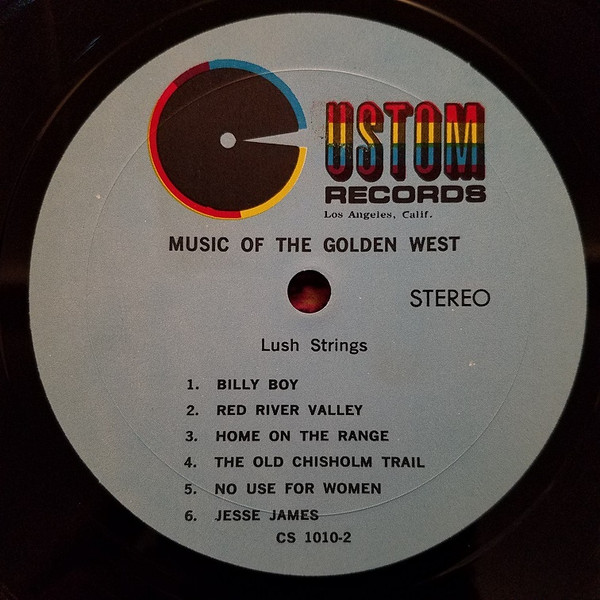 CUSTOM
RECORDS
Los Angeles, Calif.
MUSIC OF THE GOLDEN WEST
STEREO
Lush Strings
1. BILLY BOY
2. RED RIVER VALLEY
3. HOME ON THE RANGE
4. THE OLD CHISHOLM TRAIL
5. NO USE FOR WOMEN
6. JESSE JAMES
CS 1010-2